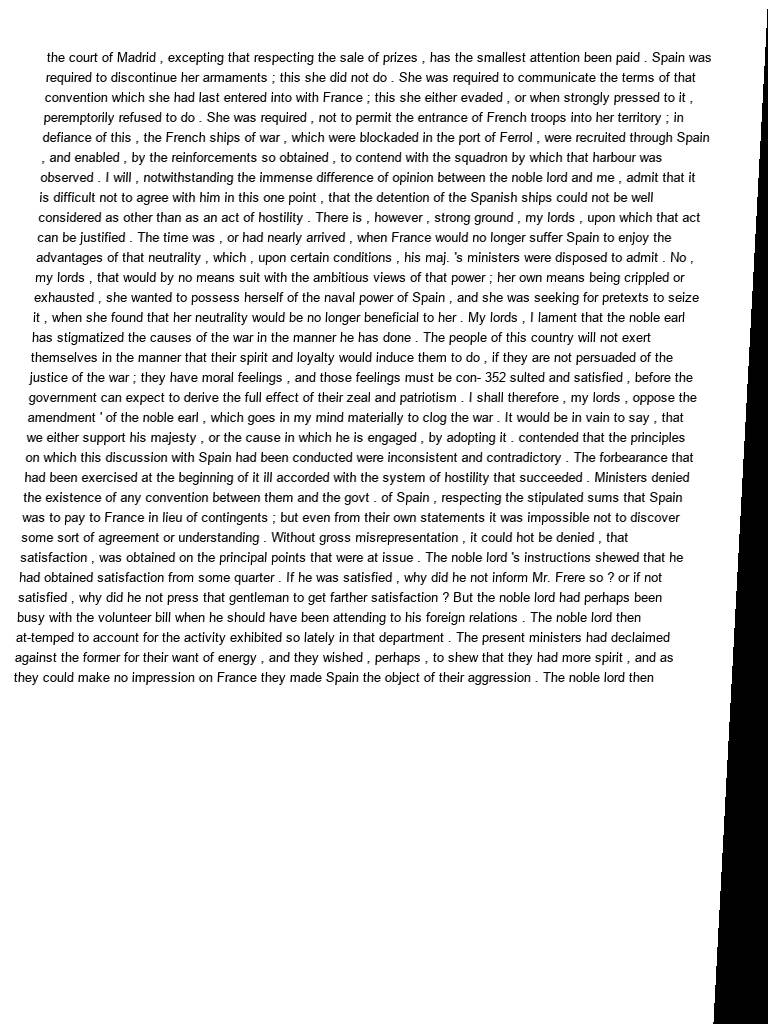 the court of Madrid , excepting that respecting the sale of prizes , has the smallest attention been paid . Spain was
required to discontinue her armaments ; this she did not do . She was required to communicate the terms of that
convention which she had last entered into with France ; this she either evaded , or when strongly pressed to it ,
peremptorily refused to do . She was required , not to permit the entrance of French troops into her territory ; in
defiance of this , the French ships of war , which were blockaded in the port of Ferrol , were recruited through Spain
, and enabled , by the reinforcements so obtained , to contend with the squadron by which that harbour was
observed . I will , notwithstanding the immense difference of opinion between the noble lord and me , admit that it
is difficult not to agree with him in this one point , that the detention of the Spanish ships could not be well
considered as other than as an act of hostility . There is , however , strong ground , my lords , upon which that act
can be justified . The time was , or had nearly arrived , when France would no longer suffer Spain to enjoy the
advantages of that neutrality , which , upon certain conditions , his maj. 's ministers were disposed to admit . No ,
my lords , that would by no means suit with the ambitious views of that power ; her own means being crippled or
exhausted , she wanted to possess herself of the naval power of Spain , and she was seeking for pretexts to seize
it , when she found that her neutrality would be no longer beneficial to her . My lords , I lament that the noble earl
has stigmatized the causes of the war in the manner he has done . The people of this country will not exert
themselves in the manner that their spirit and loyalty would induce them to do , if they are not persuaded of the
justice of the war ; they have moral feelings , and those feelings must be con- 352 sulted and satisfied , before the
government can expect to derive the full effect of their zeal and patriotism . I shall therefore , my lords , oppose the
amendment ' of the noble earl , which goes in my mind materially to clog the war . It would be in vain to say , that
we either support his majesty , or the cause in which he is engaged , by adopting it . contended that the principles
on which this discussion with Spain had been conducted were inconsistent and contradictory . The forbearance that
had been exercised at the beginning of it ill accorded with the system of hostility that succeeded . Ministers denied
the existence of any convention between them and the govt . of Spain , respecting the stipulated sums that Spain
was to pay to France in lieu of contingents ; but even from their own statements it was impossible not to discover
some sort of agreement or understanding . Without gross misrepresentation , it could hot be denied , that
satisfaction , was obtained on the principal points that were at issue . The noble lord 's instructions shewed that he
had obtained satisfaction from some quarter . If he was satisfied , why did he not inform Mr. Frere so ? or if not
satisfied , why did he not press that gentleman to get farther satisfaction ? But the noble lord had perhaps been
busy with the volunteer bill when he should have been attending to his foreign relations . The noble lord then
at-temped to account for the activity exhibited so lately in that department . The present ministers had declaimed
against the former for their want of energy , and they wished , perhaps , to shew that they had more spirit , and as
they could make no impression on France they made Spain the object of their aggression . The noble lord then